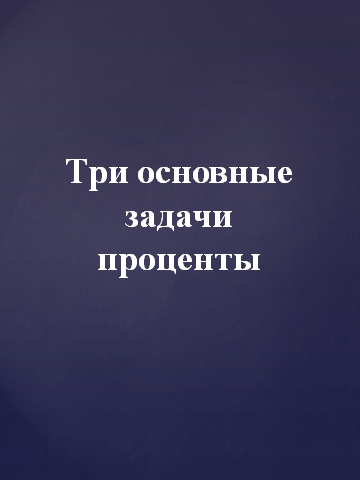 Три основные
задачи
проценты